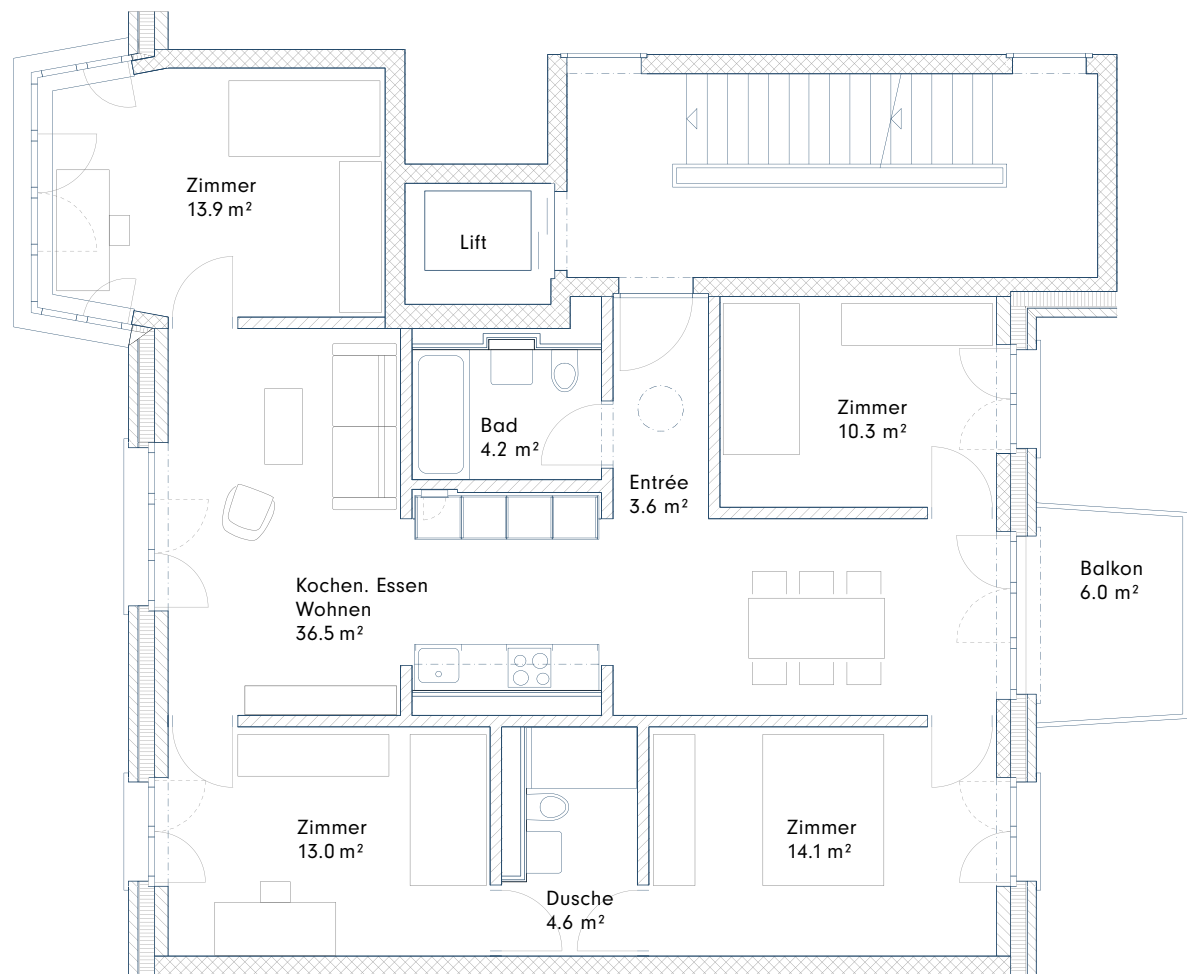 Zimmer
13.9 m²
Lift
Zimmer
10.3 m²
Bad
4.2 m²
Entrée
3.6 m²
Balkon
6.0 m²
Kochen. Essen
Wohnen
36.5 m²
Zimmer
13.0 m²
Zimmer
14.1 m²
Dusche
4.6 m²